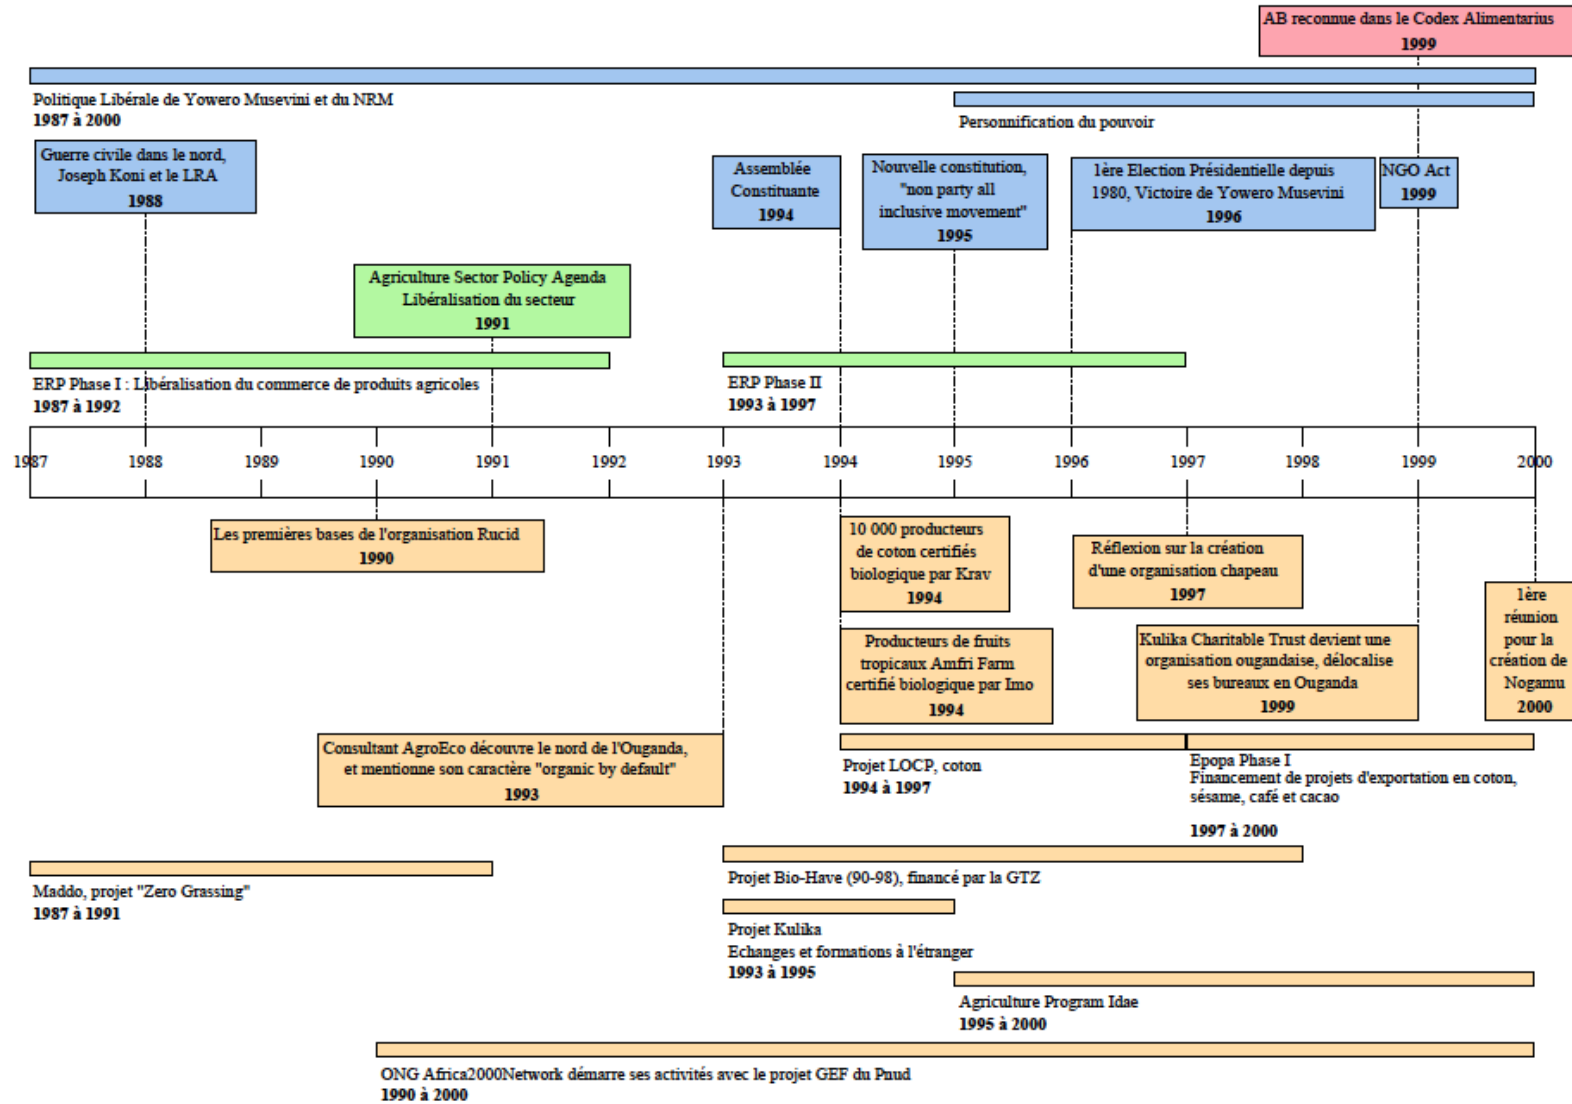 AB reconnue dans le Codex Alimentarius
1999
Politique Libérale de Yowero Musevini et du NRM
1987 à 2000
Personnification du pouvoir
Guerre civile dans le nord,
Joseph Koni et le LRA
1988
Assemblée
Constituante
1994
Nouvelle constitution,
"non party all
inclusive movement"
1995
1ère Election Présidentielle depuis
1980, Victoire de Yowero Musevini
1996
NGO Act
1999
Agriculture Sector Policy Agenda
Libéralisation du secteur
1991
ERP Phase I : Libéralisation du commerce de produits agricoles
1987 à 1992
ERP Phase II
1993 à 1997
1987 1988 1989 1990 1991 1992 1993 1994 1995 1996 1997 1998 1999 2000
Les premières bases de l'organisation Rucid
1990
10 000 producteurs
de coton certifiés
biologique par Krav
1994
Réflexion sur la création
d'une organisation chapeau
1997
1ère
réunion
pour la
création de
Nogamu
2000
Producteurs de fruits
tropicaux Amfri Farm
certifié biologique par Imo
1994
Kulika Charitable Trust devient une
organisation ougandaise, délocalise
ses bureaux en Ouganda
1999
Consultant AgroEco découvre le nord de l'Ouganda,
et mentionne son caractère "organic by default"
1993
Projet LOCP, coton
1994 à 1997
Epopa Phase I
Financement de projets d'exportation en coton,
sésame, café et cacao
1997 à 2000
Maddo, projet "Zero Grassing"
1987 à 1991
Projet Bio-Have (90-98), financé par la GTZ
Projet Kulika
Echanges et formations à l'étranger
1993 à 1995
Agriculture Program Idae
1995 à 2000
ONG Africa2000Network démarre ses activités avec le projet GEF du Pnud
1990 à 2000